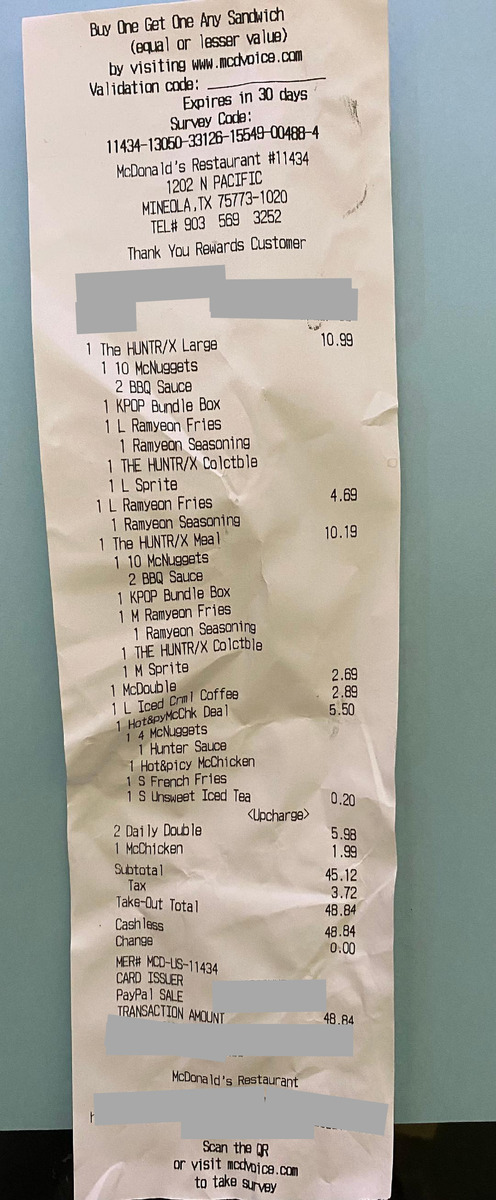 Buy One Get One Any Sandwich
(equal or lesser value)
by visiting www.mcdvoice.com
Validation code: ____________
Expires in 30 days
Survey Code:
11434-13050-33126-15549-00488-4
McDonald's Restaurant #11434
1202 N PACIFIC
MINEOLA,TX 75773-1020
TEL# 903 569 3252
Thank You Rewards Customer
1 The HUNTR/X Large 10.99
1 10 McNuggets
2 BBQ Sauce
1 KPOP Bundle Box
1 L Ramyeon Fries
1 Ramyeon Seasoning
1 THE HUNTR/X Colctble
1 L Sprite
1 L Ramyeon Fries 4.69
1 Ramyeon Seasoning
1 The HUNTR/X Meal 10.19
1 10 McNuggets
2 BBQ Sauce
1 KPOP Bundle Box
1 M Ramyeon Fries
1 Ramyeon Seasoning
1 THE HUNTR/X Colctble
1 M Sprite
1 McDouble 2.69
1 L Iced Crml Coffee 2.89
1 Hot&pyMcChk Deal 5.50
1 4 McNuggets
1 Hunter Sauce
1 Hot&picy McChicken
1 S French Fries
1 S Unsweet Iced Tea 0.20
<Upcharge>
2 Daily Double 5.98
1 McChicken 1.99
Subtotal 45.12
Tax 3.72
Take-Out Total 48.84
Cashless 48.84
Change 0.00
MER# MCD-US-11434
CARD ISSUER
PayPal SALE
TRANSACTION AMOUNT 48.84
McDonald's Restaurant
Scan the QR
or visit mcdvoice.com
to take survey